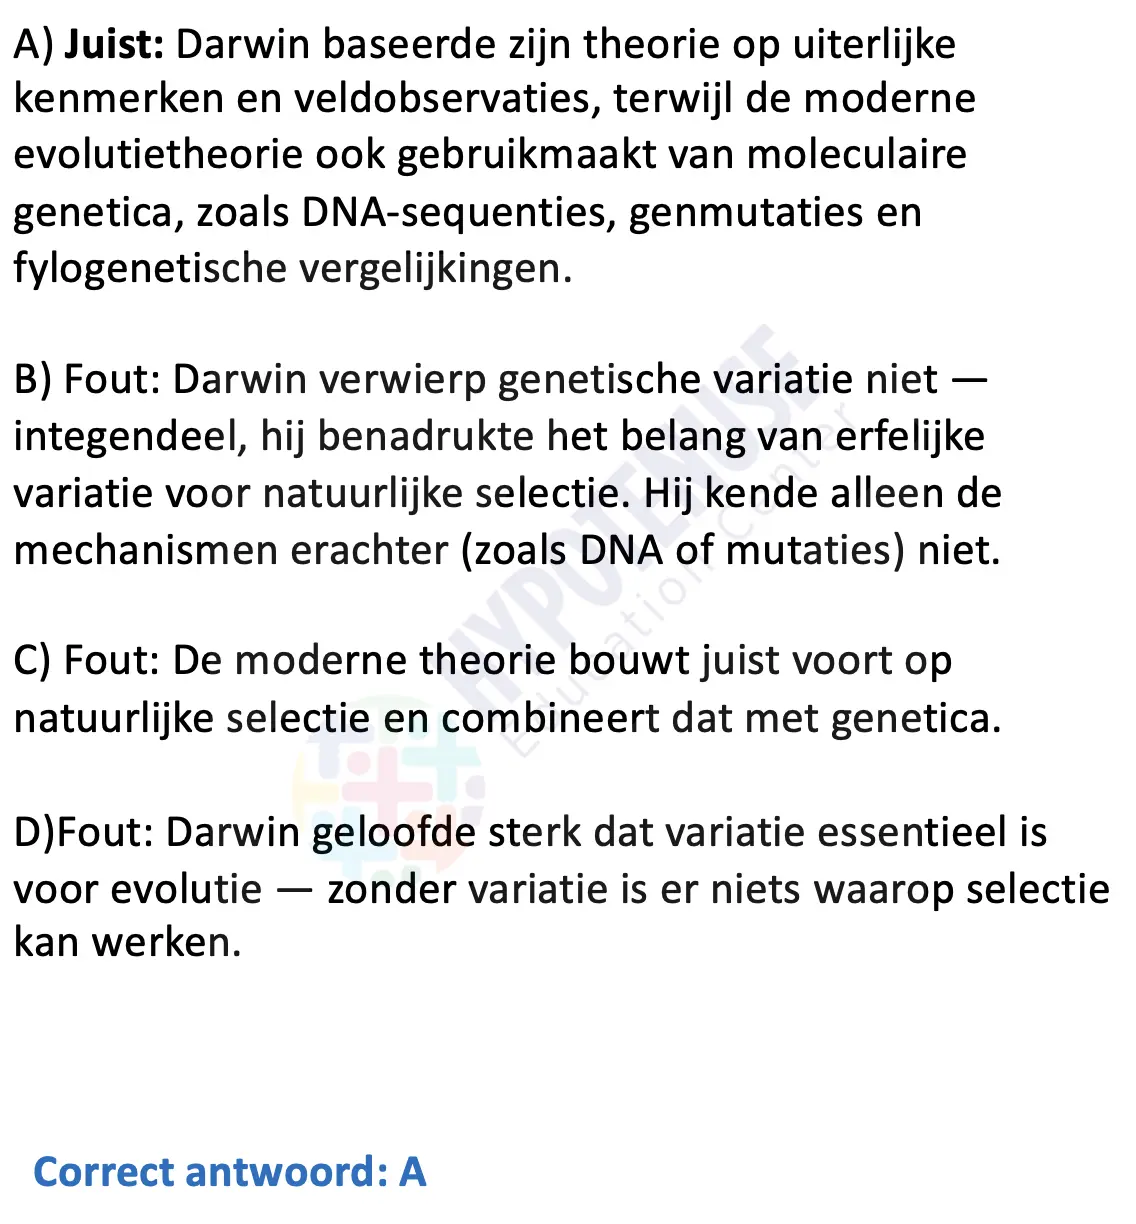 A) Juist: Darwin baseerde zijn theorie op uiterlijke
kenmerken en veldobservaties, terwijl de moderne
evolutietheorie ook gebruikmaakt van moleculaire
genetica, zoals DNA-sequenties, genmutaties en
fylogenetische vergelijkingen.
B) Fout: Darwin verwierp genetische variatie niet —
integendeel, hij benadrukte het belang van erfelijke
variatie voor natuurlijke selectie. Hij kende alleen de
mechanismen erachter (zoals DNA of mutaties) niet.
C) Fout: De moderne theorie bouwt juist voort op
natuurlijke selectie en combineert dat met genetica.
D)Fout: Darwin geloofde sterk dat variatie essentieel is
voor evolutie — zonder variatie is er niets waarop selectie
kan werken.
Correct antwoord: A
HYPOTENUSE
Education Center